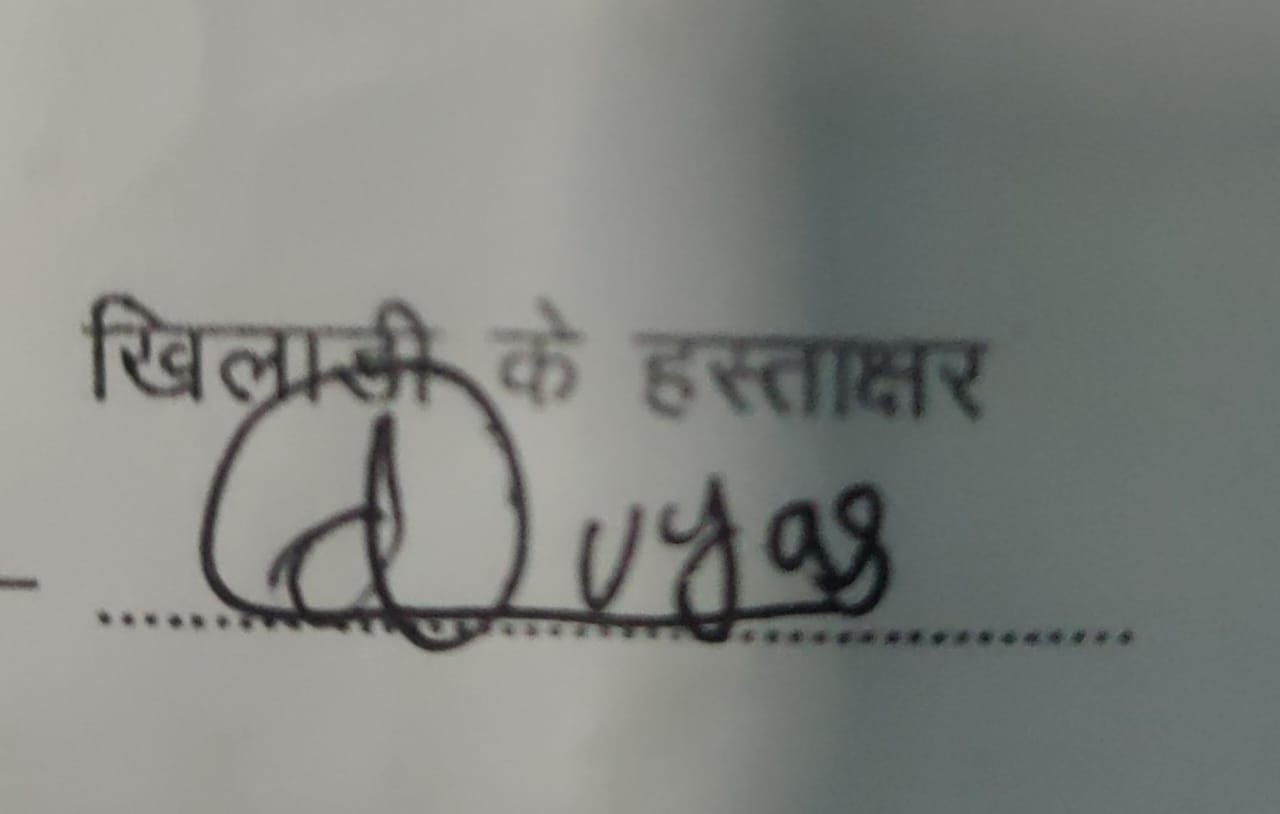 खिलाड़ी के हस्ताक्षर
d vyas